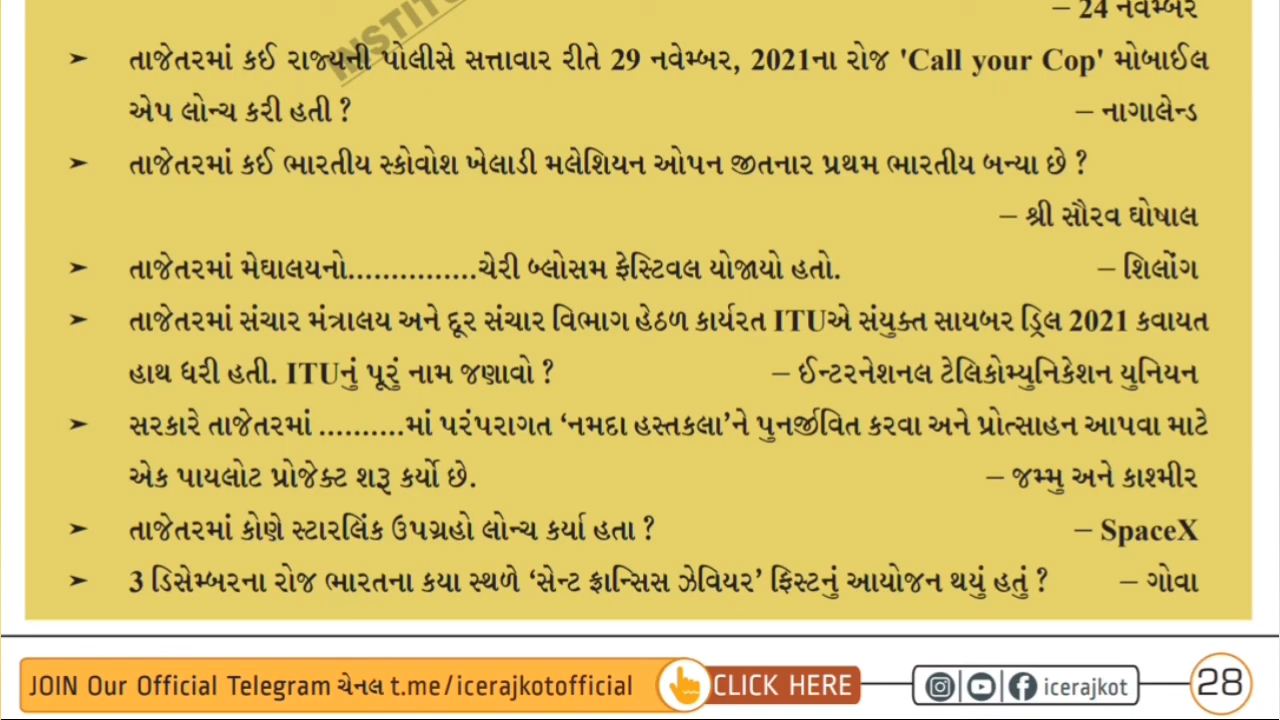 – 24 નવેમ્બર
➤ તાજેતરમાં કઈ રાજ્યની પોલીસે સત્તાવાર રીતે 29 નવેમ્બર, 2021ના રોજ 'Call your Cop' મોબાઈલ
એપ લોન્ચ કરી હતી ? – નાગાલેન્ડ
➤ તાજેતરમાં કઈ ભારતીય સ્કોવોશ ખેલાડી મલેશિયન ઓપન જીતનાર પ્રથમ ભારતીય બન્યા છે ?
– શ્રી સૌરવ ઘોષાલ
➤ તાજેતરમાં મેઘાલયનો...............ચેરી બ્લોસમ ફેસ્ટિવલ યોજાયો હતો. – શિલોંગ
➤ તાજેતરમાં સંચાર મંત્રાલય અને દૂર સંચાર વિભાગ હેઠળ કાર્યરત ITUએ સંયુક્ત સાયબર ડ્રિલ 2021 કવાયત
હાથ ધરી હતી. ITUનું પૂરું નામ જણાવો ? – ઈન્ટરનેશનલ ટેલિકોમ્યુનિકેશન યુનિયન
➤ સરકારે તાજેતરમાં ..........માં પરંપરાગત ‘નમદા હસ્તકલા’ને પુનર્જીવિત કરવા અને પ્રોત્સાહન આપવા માટે
એક પાયલોટ પ્રોજેક્ટ શરૂ કર્યો છે. – જમ્મુ અને કાશ્મીર
➤ તાજેતરમાં કોણે સ્ટારલિંક ઉપગ્રહો લોન્ચ કર્યા હતા ? – SpaceX
➤ 3 ડિસેમ્બરના રોજ ભારતના કયા સ્થળે ‘સેન્ટ ફ્રાન્સિસ ઝેવિયર’ ફિસ્ટનું આયોજન થયું હતું ? – ગોવા
JOIN Our Official Telegram ચેનલ t.me/icerajkotofficial CLICK HERE icerajkot 28